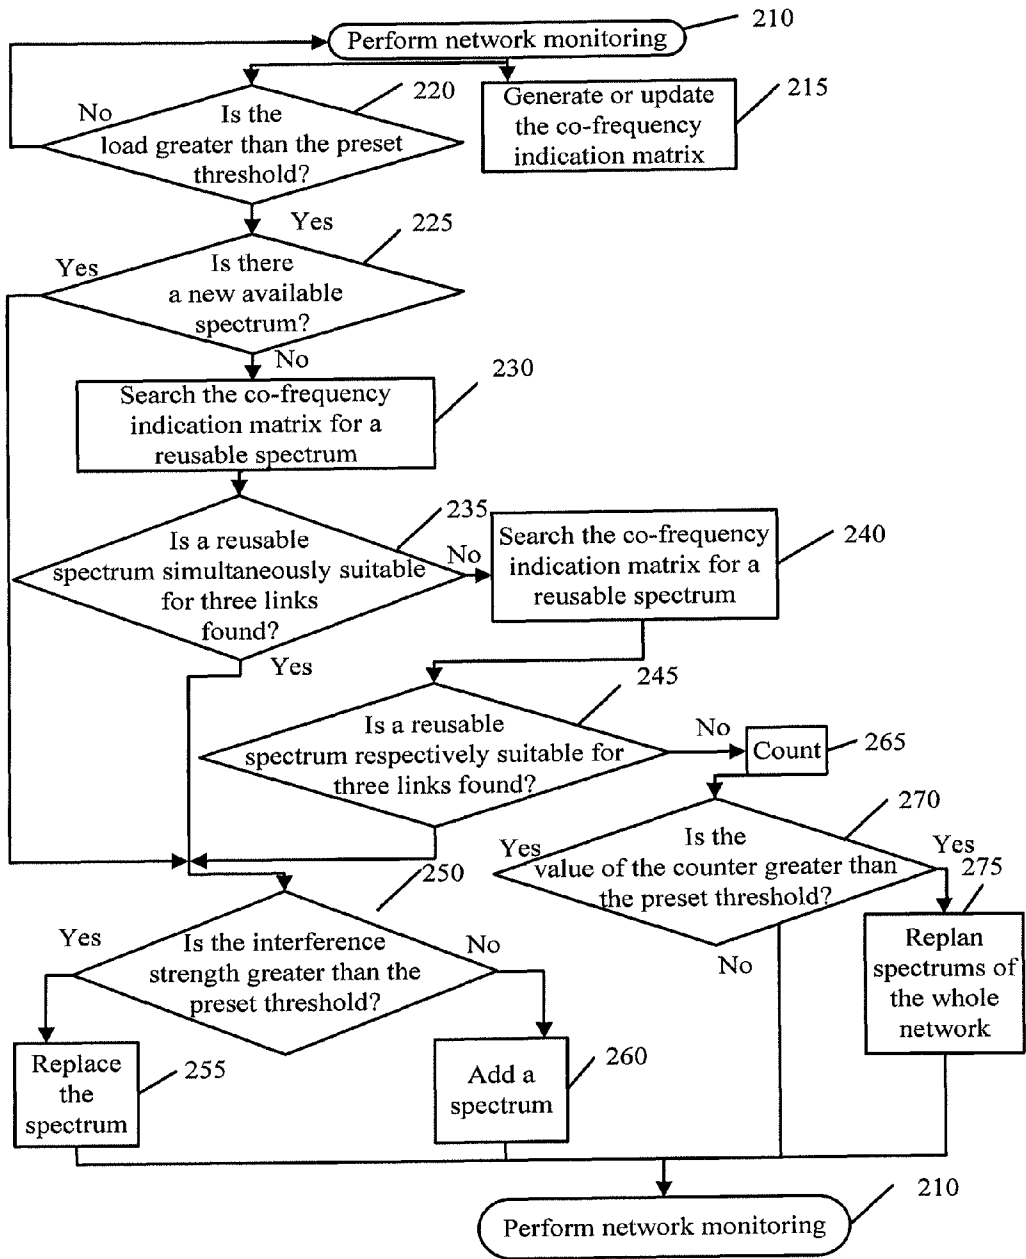 210
Perform network monitoring
220
215
No
Is the
load greater than the preset
threshold?
Generate or update
the co-frequency
indication matrix
Yes
225
Yes
Is there
a new available
spectrum?
No
230
Search the co-frequency
indication matrix for a
reusable spectrum
235
Is a reusable
spectrum simultaneously suitable
for three links
found?
No
Search the co-frequency
indication matrix for a
reusable spectrum
240
Yes
245
Is a reusable
spectrum respectively suitable for
three links found?
No
Count
265
270
Yes
Is the
value of the counter greater than
the preset threshold?
Yes
275
No
250
Yes
Is the interference
strength greater than the
preset threshold?
No
Replan
spectrums of
the whole
network
Replace
the
spectrum
255
Add a
spectrum
260
210
Perform network monitoring